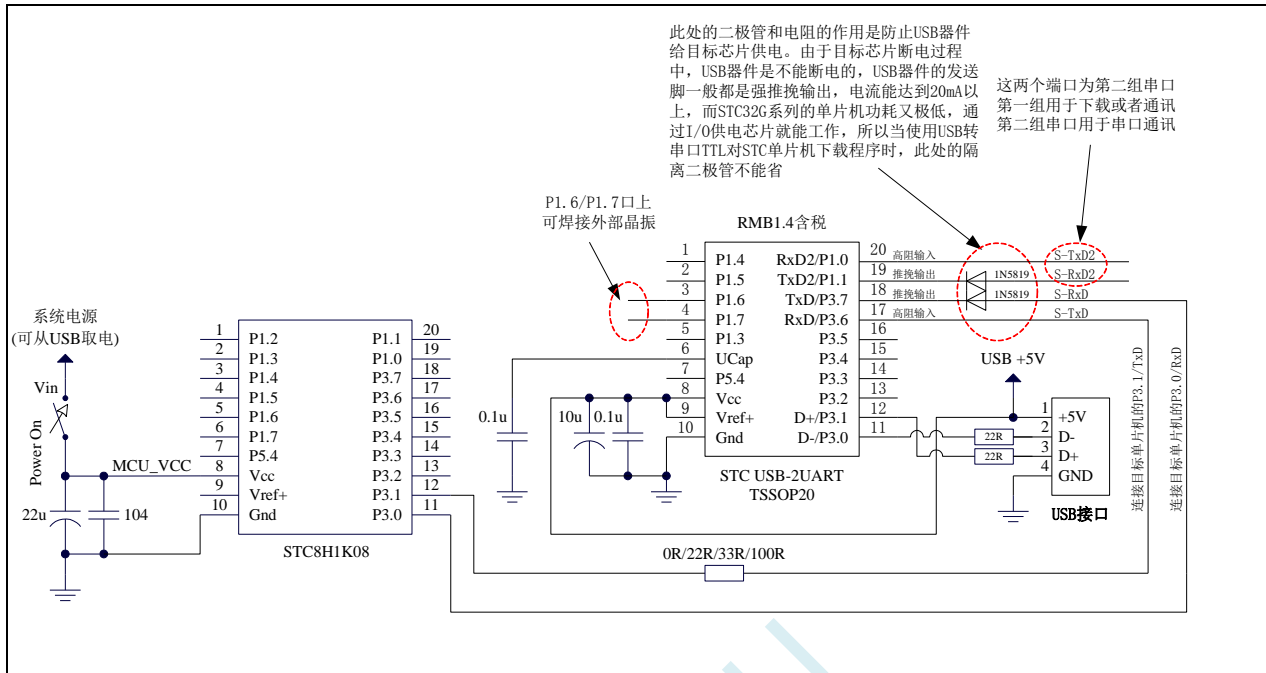 此处的二极管和电阻的作用是防止USB器件
给目标芯片供电。由于目标芯片断电过程
中，USB器件是不能断电的，USB器件的发送
脚一般都是强推挽输出，电流能达到20mA以
上，而STC32G系列的单片机功耗又极低，通
过I/O供电芯片就能工作，所以当使用USB转
串口TTL对STC单片机下载程序时，此处的隔
离二极管不能省
这两个端口为第二组串口
第一组用于下载或者通讯
第二组串口用于串口通讯
P1.6/P1.7口上
可焊接外部晶振
RMB1.4含税
1 P1.4
2 P1.5
3 P1.6
4 P1.7
5 P1.3
6 UCap
7 P5.4
8 Vcc
9 Vref+
10 Gnd
RxD2/P1.0 20 高阻输入 S-TxD2
TxD2/P1.1 19 推挽输出 1N5819 S-RxD2
TxD/P3.7 18 推挽输出 1N5819 S-RxD
RxD/P3.6 17 高阻输入 S-TxD
P3.5 16
P3.4 15
P3.3 14
P3.2 13
D+/P3.1 12
D-/P3.0 11
STC USB-2UART
TSSOP20
0.1u
10u
0.1u
22R
22R
USB +5V
1 +5V
2 D-
3 D+
4 GND
USB接口
连接目标单片机的P3.1/TxD
连接目标单片机的P3.0/RxD
系统电源
(可从USB取电)
Vin
Power On
MCU_VCC
22u
104
1 P1.2
2 P1.3
3 P1.4
4 P1.5
5 P1.6
6 P1.7
7 P5.4
8 Vcc
9 Vref+
10 Gnd
P1.1 20
P1.0 19
P3.7 18
P3.6 17
P3.5 16
P3.4 15
P3.3 14
P3.2 13
P3.1 12
P3.0 11
STC8H1K08
0R/22R/33R/100R